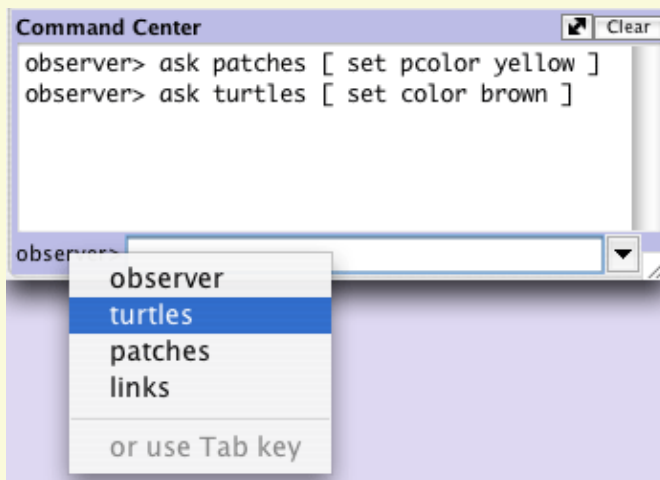 Command Center Clear
observer> ask patches [ set pcolor yellow ]
observer> ask turtles [ set color brown ]
observer>
observer
turtles
patches
links
or use Tab key